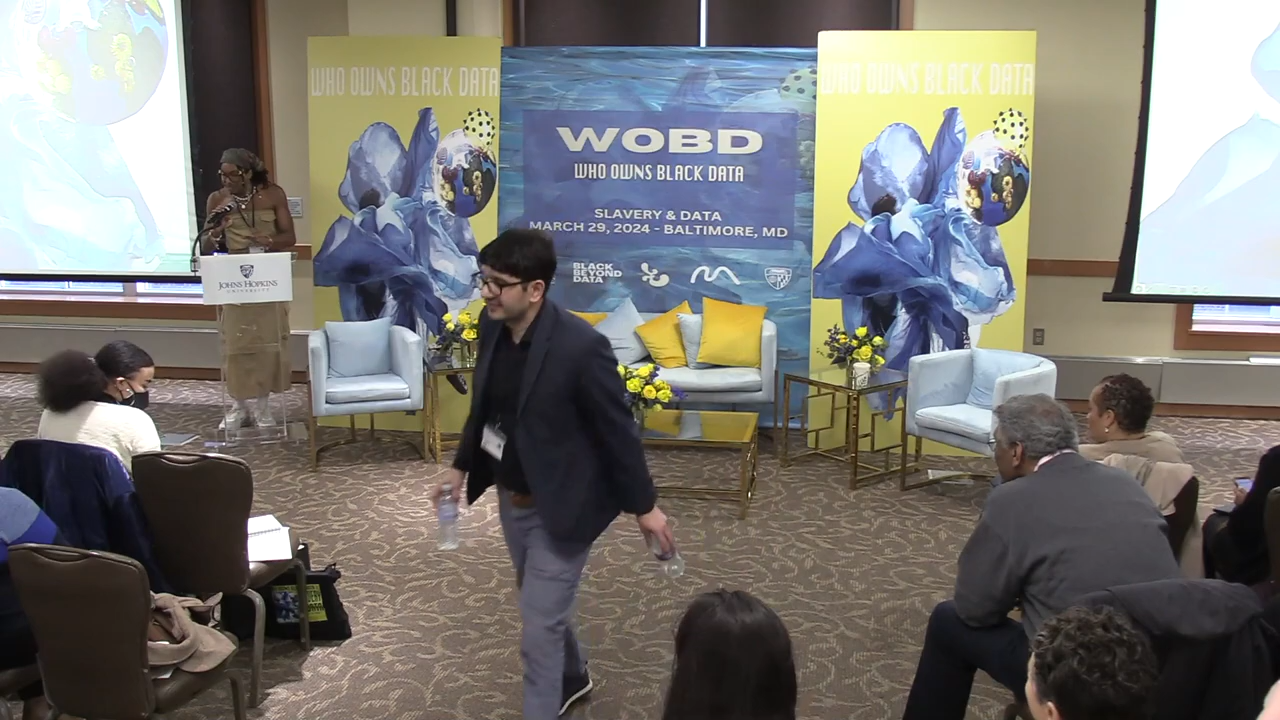 WHO OWNS BLACK DATA
WOBD
WHO OWNS BLACK DATA
SLAVERY & DATA
MARCH 29, 2024 - BALTIMORE, MD
BLACK
BEYOND
DATA
WHO OWNS BLACK DATA
JOHNS HOPKINS
UNIVERSITY